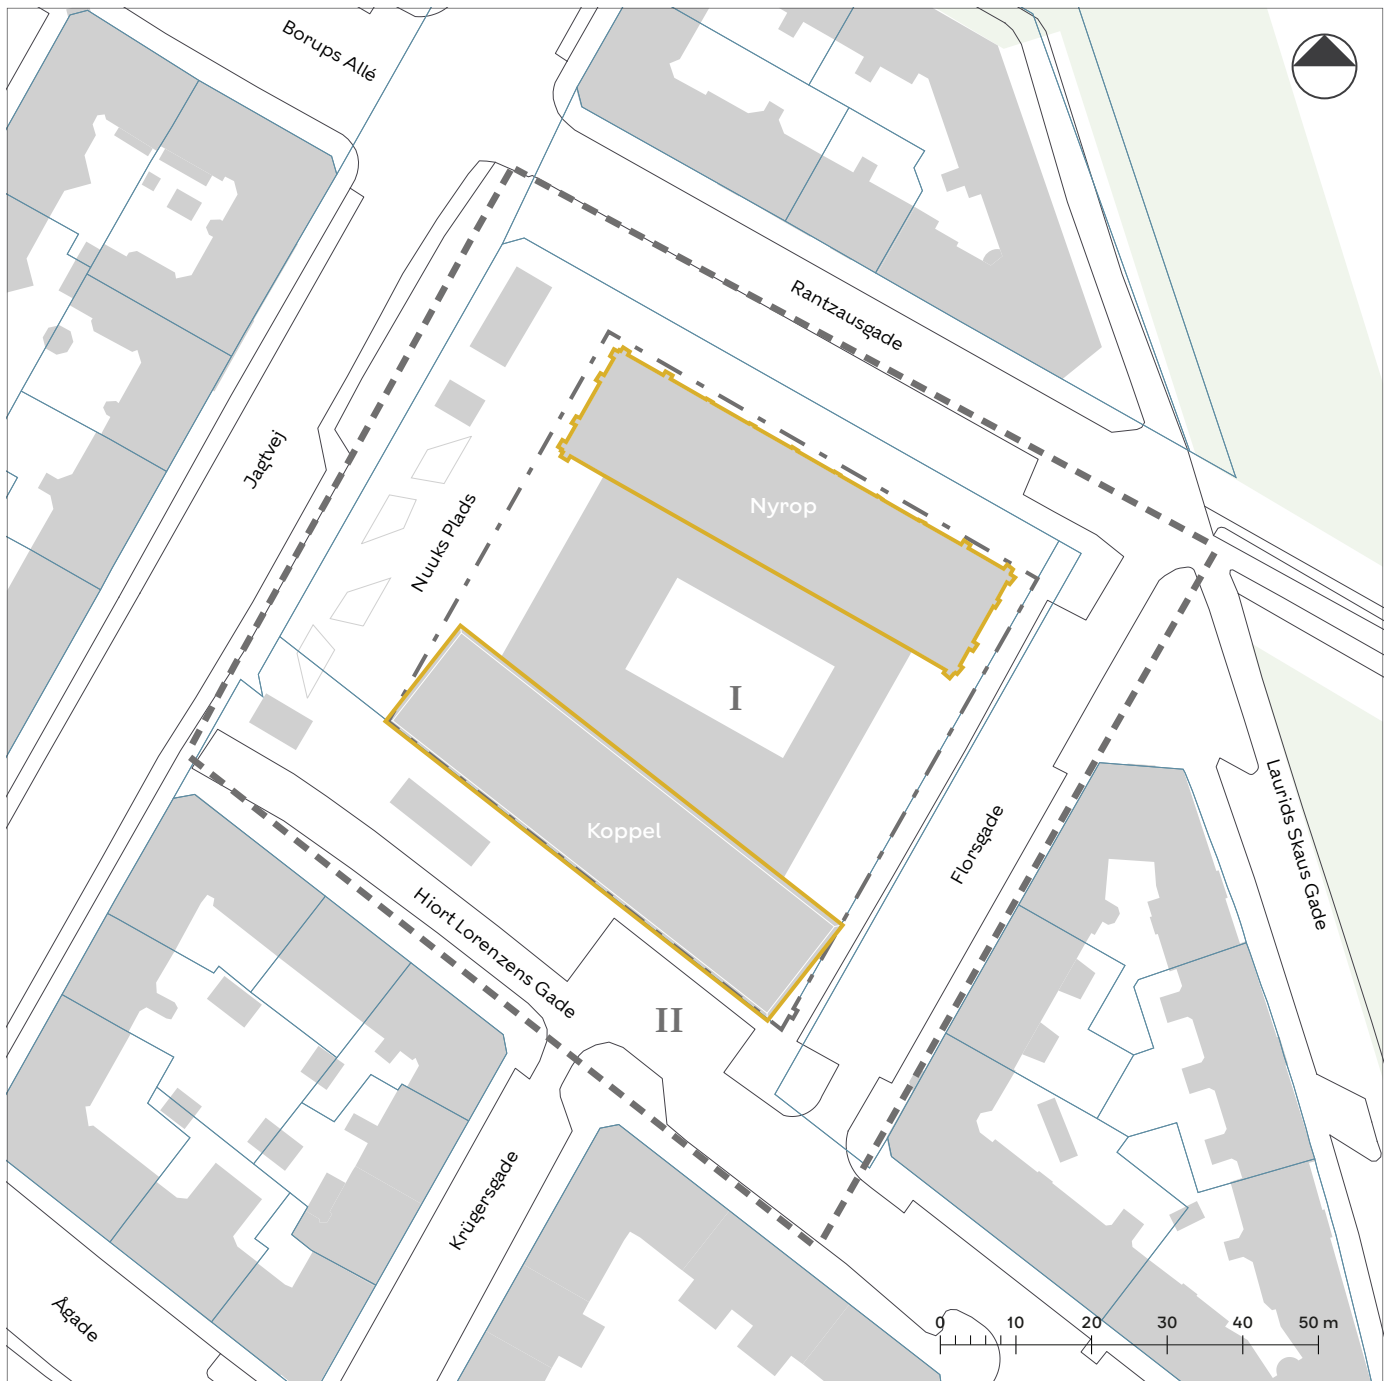 Borups Allé
Rantzausgade
Jagtvej
Nuuks Plads
Nyrop
I
Koppel
Florsgade
Laurids Skaus Gade
Hiort Lorenzens Gade
II
Krügersgade
Ågade
0 10 20 30 40 50 m